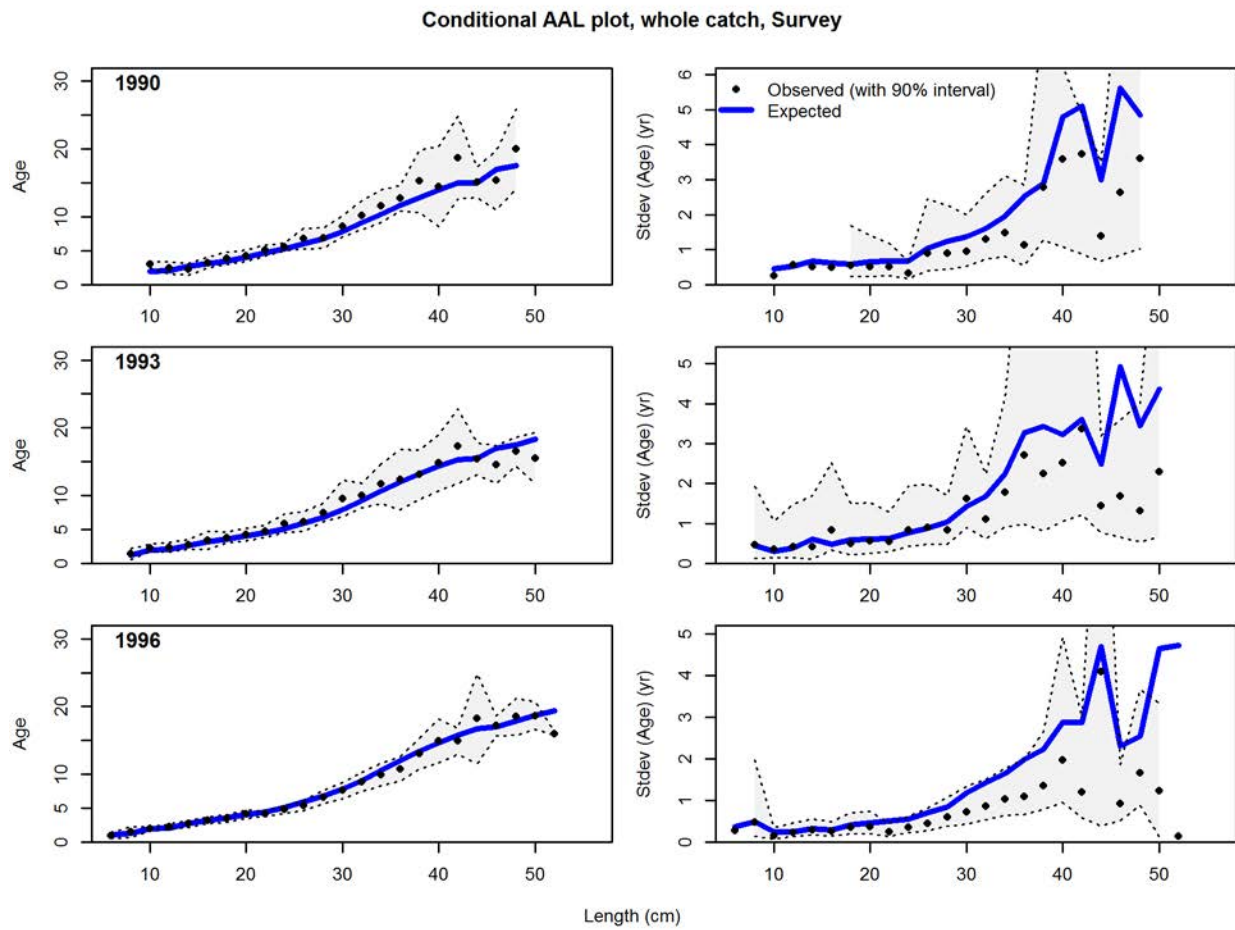 Conditional AAL plot, whole catch, Survey
1990
Age
0 5 10 20 30
10 20 30 40 50
Observed (with 90% interval)
Expected
Stdev (Age) (yr)
0 1 2 3 4 5 6
10 20 30 40 50
1993
Age
0 5 10 20 30
10 20 30 40 50
Stdev (Age) (yr)
0 1 2 3 4 5
10 20 30 40 50
1996
Age
0 5 10 20 30
10 20 30 40 50
Stdev (Age) (yr)
0 1 2 3 4 5
10 20 30 40 50
Length (cm)